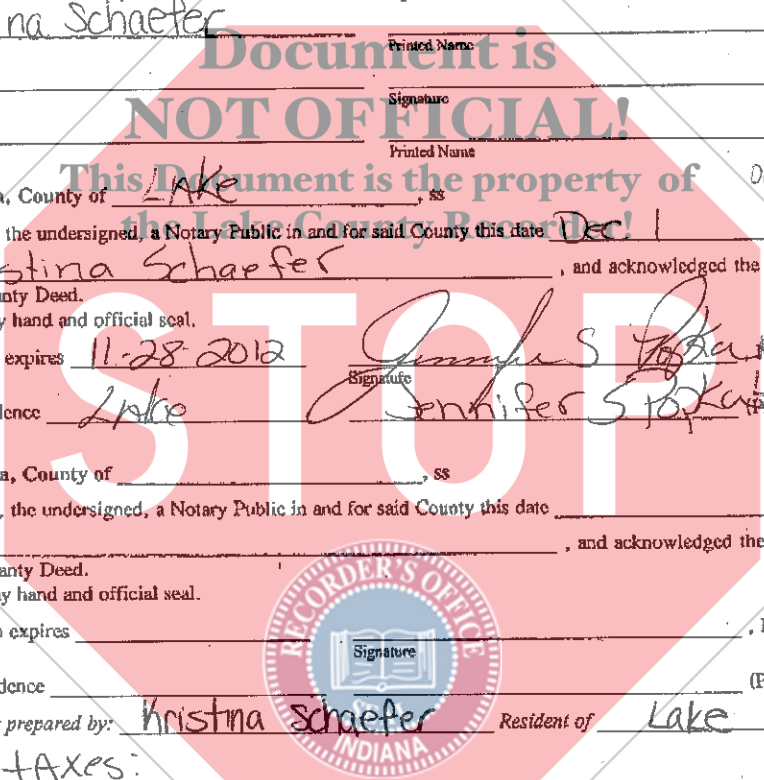 na Schaefer
Document is
Printed Name
Signature
NOT OFFICIAL!
Printed Name
This Document is the property of
a, County of LAKe , ss
the Lake County Recorder!
the undersigned, a Notary Public in and for said County this date Dec. 1
stina Schaefer , and acknowledged the
nty Deed.
y hand and official seal.
STOP
expires 11-28-2012
Signature
lence LAke Jennifer S
a, County of , ss
, the undersigned, a Notary Public in and for said County this date
, and acknowledged the
anty Deed.
y hand and official seal.
RECORDER'S OFFICE
n expires
Signature
dence (P
SEAL
prepared by: Kristina Schaefer Resident of Lake
INDIANA
tAxes: